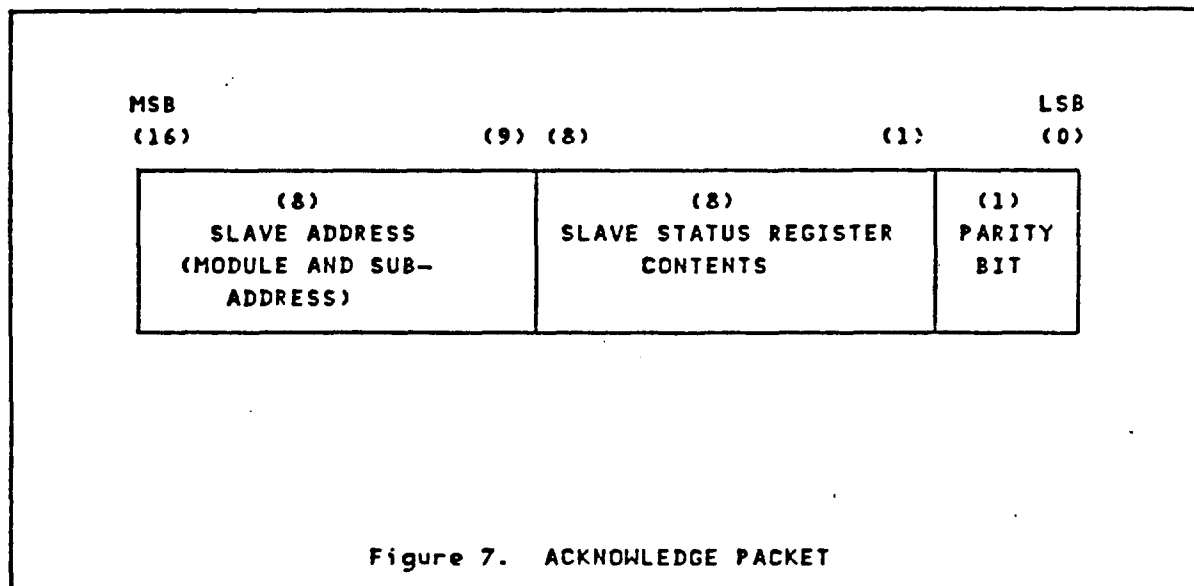 MSB LSB
(16) (9) (8) (1) (0)
(8) (8) (1)
SLAVE ADDRESS SLAVE STATUS REGISTER PARITY
(MODULE AND SUB- CONTENTS BIT
ADDRESS)
Figure 7. ACKNOWLEDGE PACKET